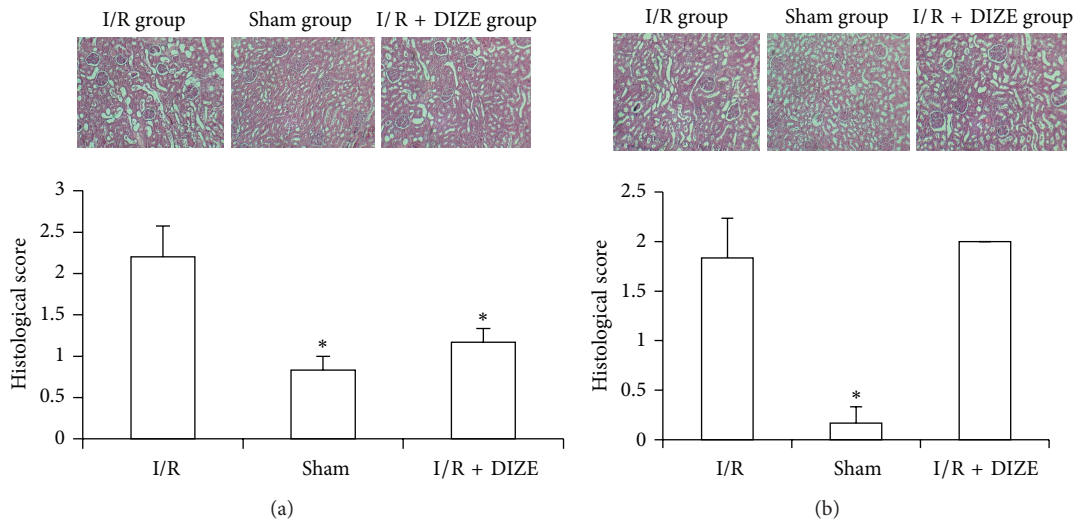 I/R group Sham group I/R + DIZE group
Histological score
3
2.5
2
1.5
1
0.5
0
*
*
I/R Sham I/R + DIZE
(a)
I/R group Sham group I/R + DIZE group
Histological score
2.5
2
1.5
1
0.5
0
*
I/R Sham I/R + DIZE
(b)